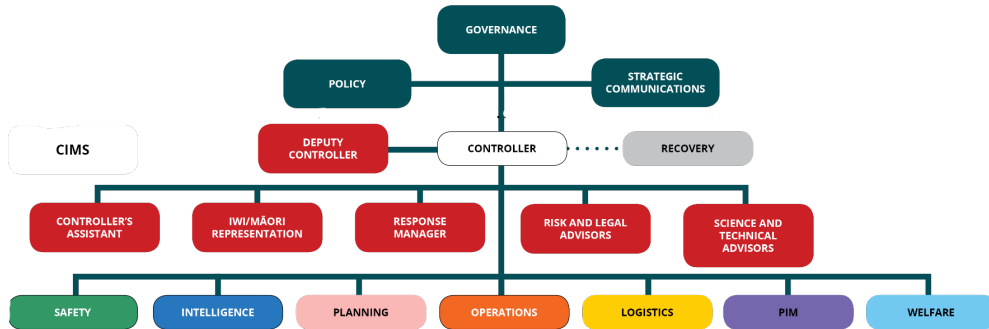 GOVERNANCE
POLICY
STRATEGIC
COMMUNICATIONS
CIMS
DEPUTY
CONTROLLER
CONTROLLER
RECOVERY
CONTROLLER'S
ASSISTANT
IWI/MĀORI
REPRESENTATION
RESPONSE
MANAGER
RISK AND LEGAL
ADVISORS
SCIENCE AND
TECHNICAL
ADVISORS
SAFETY
INTELLIGENCE
PLANNING
OPERATIONS
LOGISTICS
PIM
WELFARE